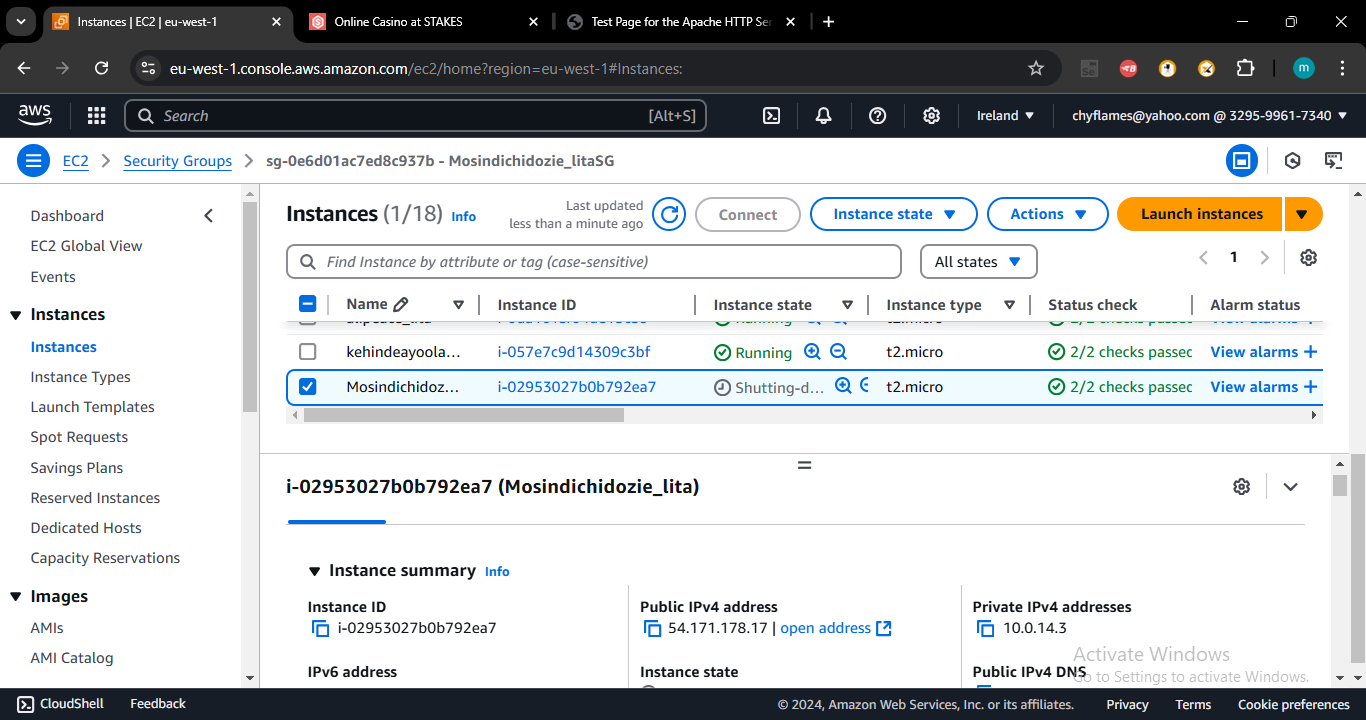 Instances | EC2 | eu-west-1
Online Casino at STAKES
Test Page for the Apache HTTP Ser
eu-west-1.console.aws.amazon.com/ec2/home?region=eu-west-1#Instances:
m
aws
Search
[Alt+S]
Ireland
chyflames@yahoo.com @ 3295-9961-7340
EC2
Security Groups
sg-0e6d01ac7ed8c937b - Mosindichidozie_litaSG
Dashboard
EC2 Global View
Events
Instances
Instances
Instance Types
Launch Templates
Spot Requests
Savings Plans
Reserved Instances
Dedicated Hosts
Capacity Reservations
Images
AMIs
AMI Catalog
Instances (1/18) Info
Last updated
less than a minute ago
Connect
Instance state
Actions
Launch instances
Find Instance by attribute or tag (case-sensitive)
All states
1
Name
Instance ID
Instance state
Instance type
Status check
Alarm status
Running
t2.micro
2/2 checks passec
View alarms +
kehindeayoola...
i-057e7c9d14309c3bf
Running
t2.micro
2/2 checks passec
View alarms +
Mosindichidoz...
i-02953027b0b792ea7
Shutting-d...
t2.micro
2/2 checks passec
View alarms +
i-02953027b0b792ea7 (Mosindichidozie_lita)
Instance summary Info
Instance ID
i-02953027b0b792ea7
Public IPv4 address
54.171.178.17 | open address
Private IPv4 addresses
10.0.14.3
IPv6 address
Instance state
Public IPv4 DNS
Activate Windows
Go to Settings to activate Windows.
CloudShell
Feedback
© 2024, Amazon Web Services, Inc. or its affiliates.
Privacy
Terms
Cookie preferences